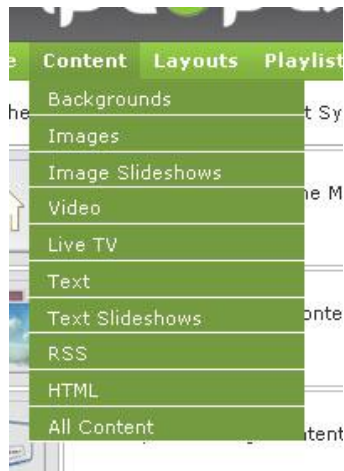 Content Layouts Playlist
Backgrounds
Images
Image Slideshows
Video
Live TV
Text
Text Slideshows
RSS
HTML
All Content